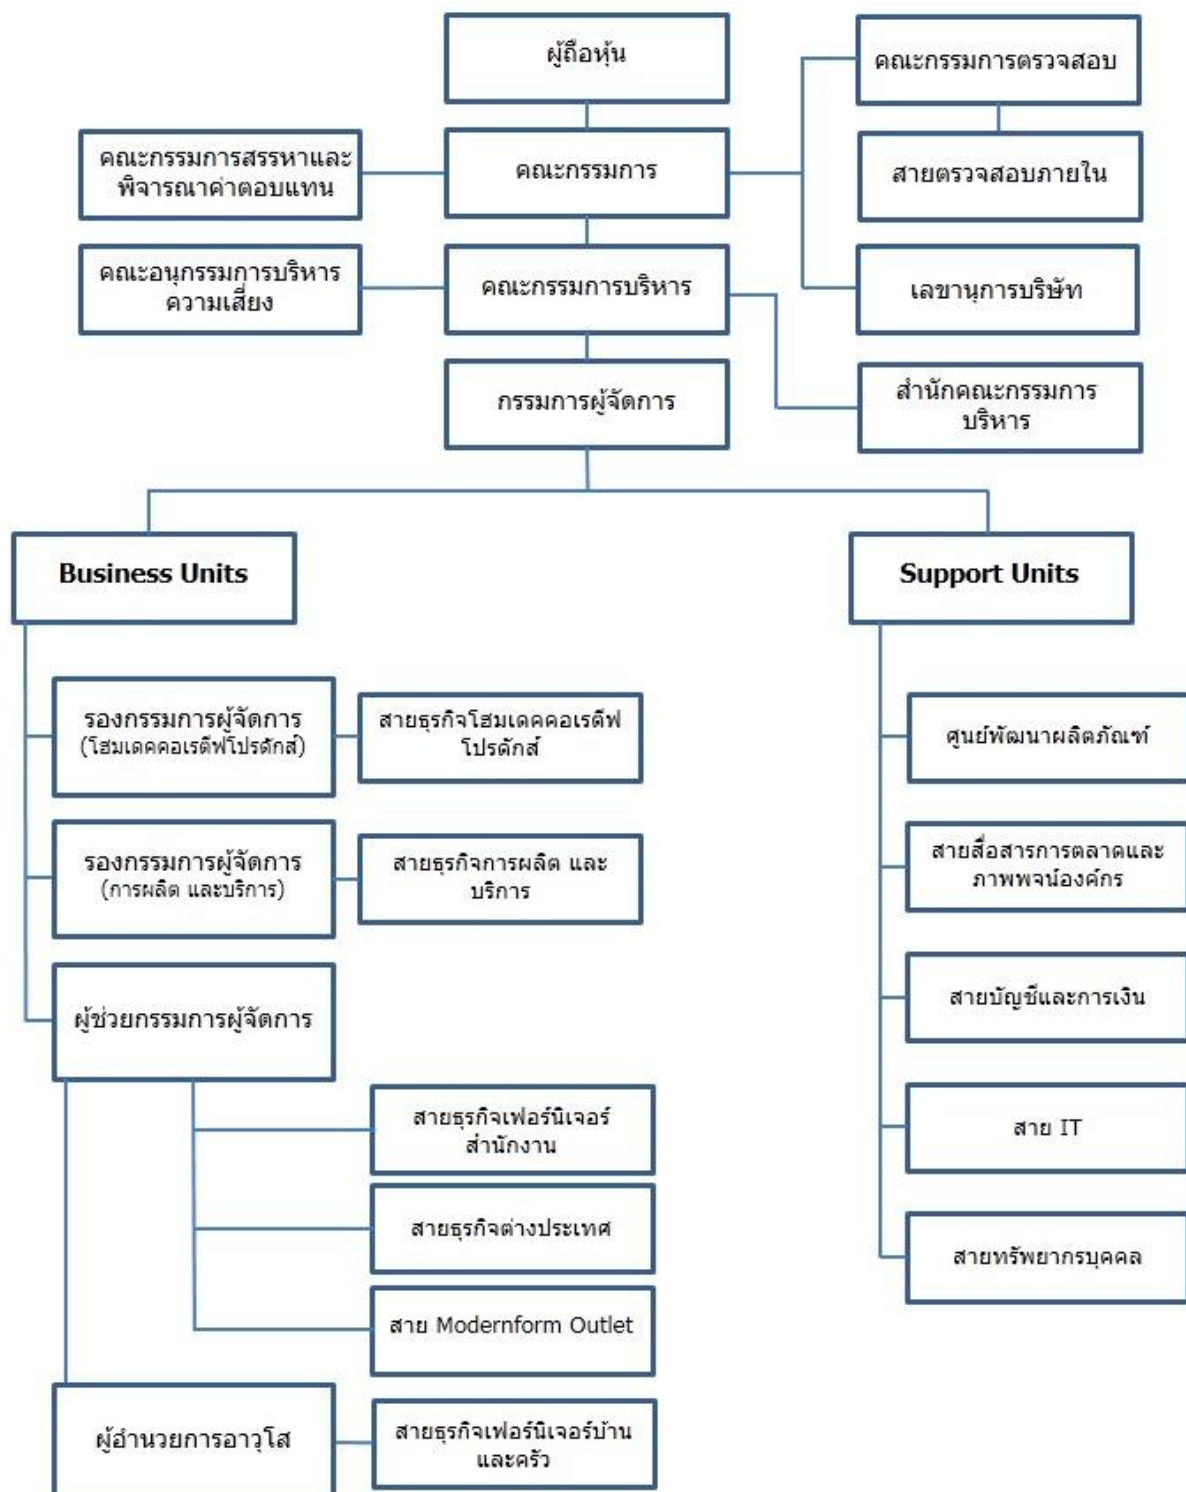 ผู้ถือหุ้น
คณะกรรมการตรวจสอบ
คณะกรรมการสรรหาและ
พิจารณาค่าตอบแทน
คณะกรรมการ
สายตรวจสอบภายใน
คณะอนุกรรมการบริหาร
ความเสี่ยง
คณะกรรมการบริหาร
เลขานุการบริษัท
กรรมการผู้จัดการ
สำนักคณะกรรมการ
บริหาร
Business Units
Support Units
รองกรรมการผู้จัดการ
(โฮมเดคคอเรตีฟโปรดักส์)
สายธุรกิจโฮมเดคคอเรตีฟ
โปรดักส์
รองกรรมการผู้จัดการ
(การผลิต และบริการ)
สายธุรกิจการผลิต และ
บริการ
ผู้ช่วยกรรมการผู้จัดการ
สายธุรกิจเฟอร์นิเจอร์
สำนักงาน
สายธุรกิจต่างประเทศ
สาย Modernform Outlet
ผู้อำนวยการอาวุโส
สายธุรกิจเฟอร์นิเจอร์บ้าน
และครัว
ศูนย์พัฒนาผลิตภัณฑ์
สายสื่อสารการตลาดและ
ภาพพจน์องค์กร
สายบัญชีและการเงิน
สาย IT
สายทรัพยากรบุคคล